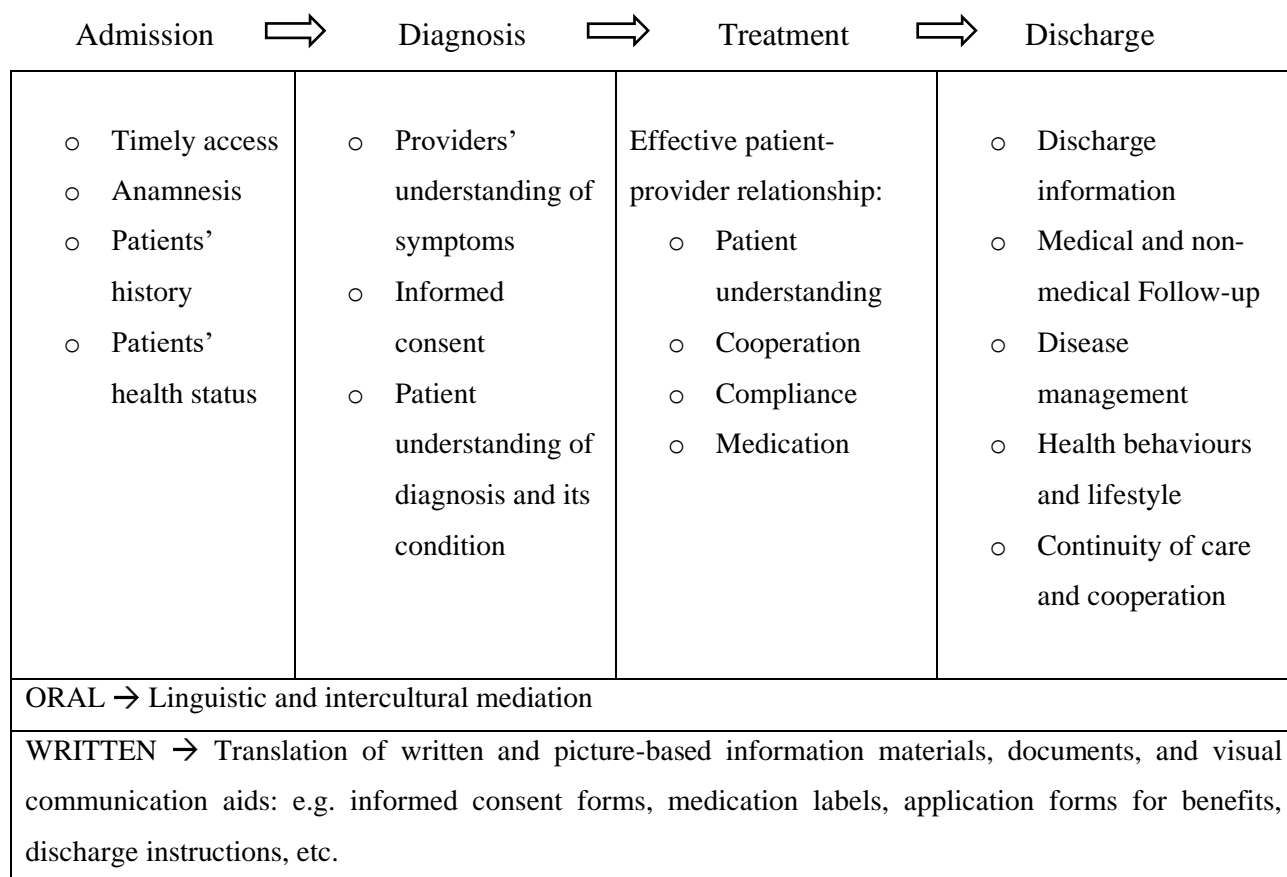 Admission ⇨ Diagnosis ⇨ Treatment ⇨ Discharge
o Timely access
o Anamnesis
o Patients’
history
o Patients’
health status
o Providers’
understanding of
symptoms
o Informed
consent
o Patient
understanding of
diagnosis and its
condition
Effective patient-
provider relationship:
o Patient
understanding
o Cooperation
o Compliance
o Medication
o Discharge
information
o Medical and non-
medical Follow-up
o Disease
management
o Health behaviours
and lifestyle
o Continuity of care
and cooperation
ORAL → Linguistic and intercultural mediation
WRITTEN → Translation of written and picture-based information materials, documents, and visual
communication aids: e.g. informed consent forms, medication labels, application forms for benefits,
discharge instructions, etc.